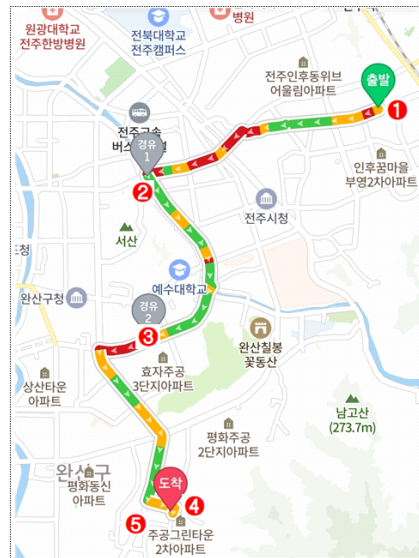 원광대학교
전주한방병원
병원
전북대학교
전주캠퍼스
전주인후동위브
어울림아파트
출발
1
전주고속
경유
1
2
인후꿈마을
부영2차아파트
전주시청
서산
예수대학교
완산구청
경유
2
3
완산칠봉
꽃동산
효자주공
3단지아파트
상산타운
아파트
남고산
(273.7m)
평화주공
2단지아파트
완산구
평화동신
아파트
도착
4
5
주공그린타운
2차아파트